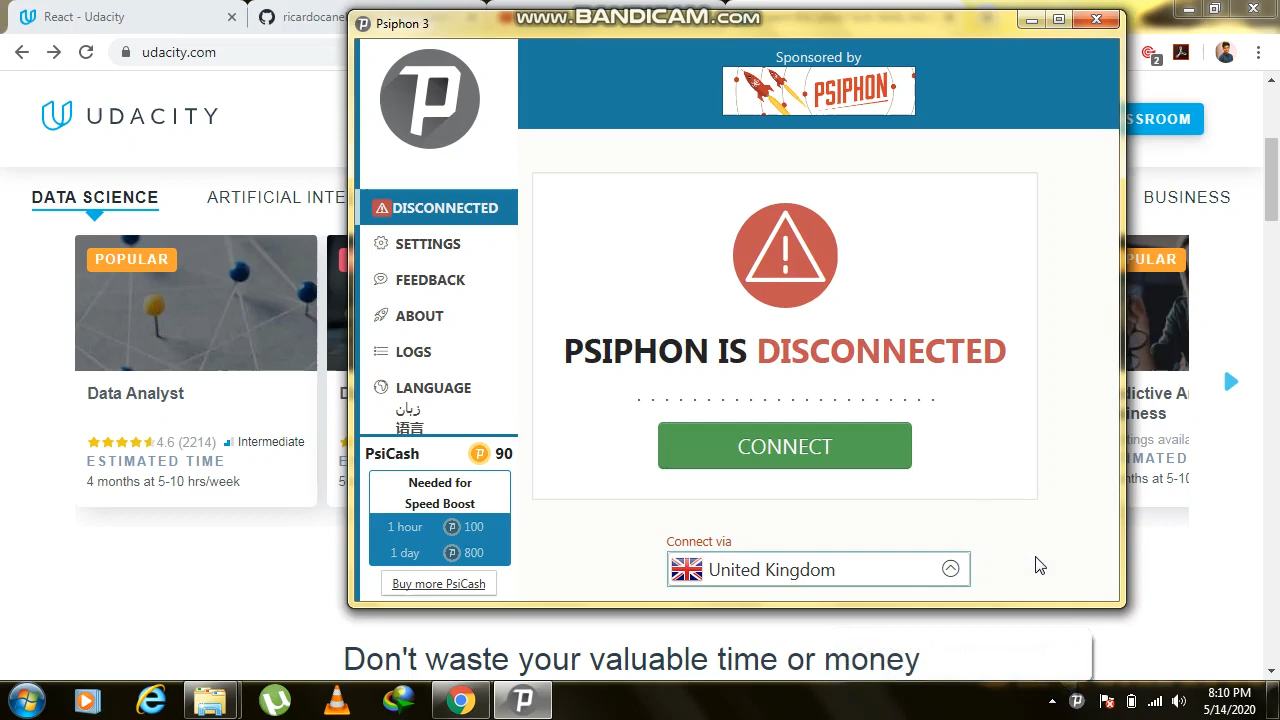 React - Udacity
ricardocane
www.BANDICAM.com
udacity.com
2
UDACITY
SSROOM
DATA SCIENCE
ARTIFICIAL INTE
BUSINESS
POPULAR
PULAR
Data Analyst
D
dictive A
iness
4.6 (2214)
Intermediate
tings availa
ESTIMATED TIME
MATED
4 months at 5-10 hrs/week
ths at 5-10
Don't waste your valuable time or money
Psiphon 3
Sponsored by
PSIPHON
DISCONNECTED
SETTINGS
FEEDBACK
ABOUT
LOGS
LANGUAGE
زبان
语言
PsiCash
90
Needed for
Speed Boost
1 hour
100
1 day
800
Buy more PsiCash
PSIPHON IS DISCONNECTED
CONNECT
Connect via
United Kingdom
8:10 PM
5/14/2020